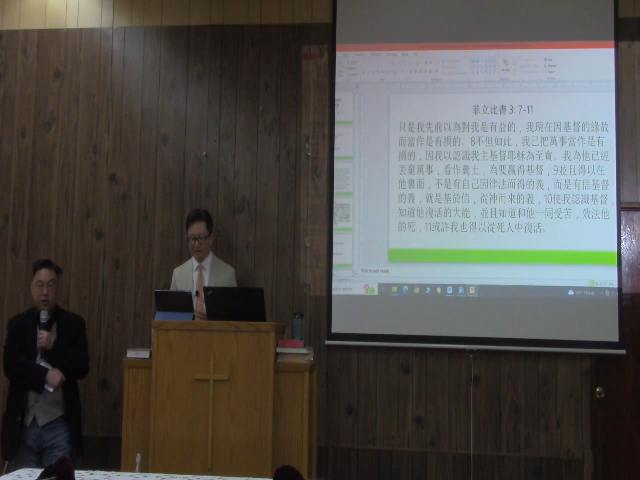 菲立比書 3: 7-11
只是我先前以為對我是有益的，我現在因基督的緣故
而當作是有損的。8不但如此，我已把萬事當作是有
損的，因我以認識我主基督耶穌為至寶。我為他已經
丟棄萬事，看作糞土，為要贏得基督，9並且得以在
他裏面，不是有自己因律法而得的義，而是有信基督
的義，就是基於信，從神而來的義，10使我認識基督，
知道他復活的大能，並且知道和他一同受苦，效法他
的死，11或許我也得以從死人中復活.